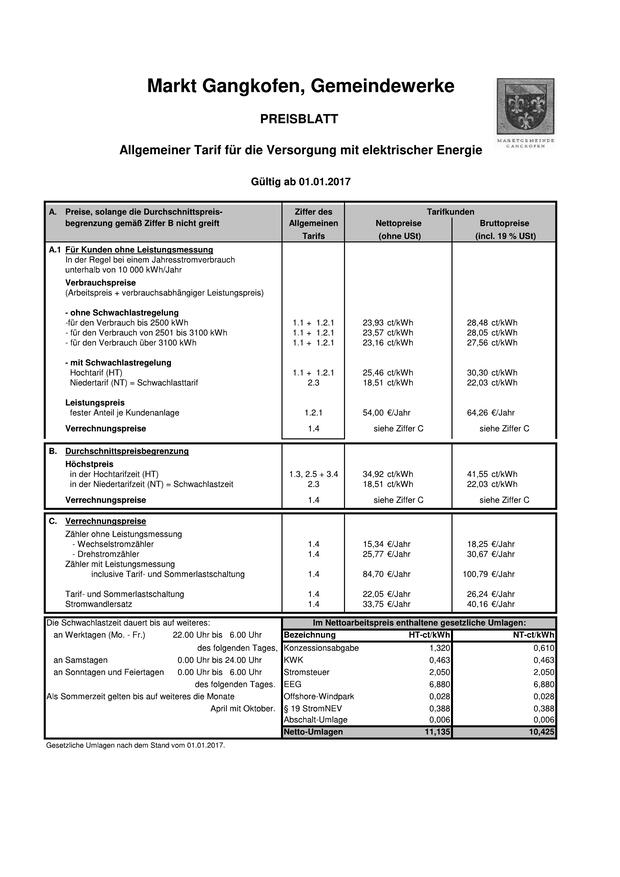 Markt Gangkofen, Gemeindewerke
PREISBLATT
MARKTGEMEINDE
GANGKOFEN
Allgemeiner Tarif für die Versorgung mit elektrischer Energie
Gültig ab 01.01.2017
A. Preise, solange die Durchschnittspreis- Ziffer des Tarifkunden
begrenzung gemäß Ziffer B nicht greift Allgemeinen Nettopreise Bruttopreise
Tarifs (ohne USt) (incl. 19 % USt)
A.1 Für Kunden ohne Leistungsmessung
In der Regel bei einem Jahresstromverbrauch
unterhalb von 10 000 kWh/Jahr
Verbrauchspreise
(Arbeitspreis + verbrauchsabhängiger Leistungspreis)
- ohne Schwachlastregelung
-für den Verbrauch bis 2500 kWh 1.1 + 1.2.1 23,93 ct/kWh 28,48 ct/kWh
- für den Verbrauch von 2501 bis 3100 kWh 1.1 + 1.2.1 23,57 ct/kWh 28,05 ct/kWh
- für den Verbrauch über 3100 kWh 1.1 + 1.2.1 23,16 ct/kWh 27,56 ct/kWh
- mit Schwachlastregelung
Hochtarif (HT) 1.1 + 1.2.1 25,46 ct/kWh 30,30 ct/kWh
Niedertarif (NT) = Schwachlasttarif 2.3 18,51 ct/kWh 22,03 ct/kWh
Leistungspreis
fester Anteil je Kundenanlage 1.2.1 54,00 €/Jahr 64,26 €/Jahr
Verrechnungspreise 1.4 siehe Ziffer C siehe Ziffer C
B. Durchschnittspreisbegrenzung
Höchstpreis
in der Hochtarifzeit (HT) 1.3, 2.5 + 3.4 34,92 ct/kWh 41,55 ct/kWh
in der Niedertarifzeit (NT) = Schwachlastzeit 2.3 18,51 ct/kWh 22,03 ct/kWh
Verrechnungspreise 1.4 siehe Ziffer C siehe Ziffer C
C. Verrechnungspreise
Zähler ohne Leistungsmessung
- Wechselstromzähler 1.4 15,34 €/Jahr 18,25 €/Jahr
- Drehstromzähler 1.4 25,77 €/Jahr 30,67 €/Jahr
Zähler mit Leistungsmessung
inclusive Tarif- und Sommerlastschaltung 1.4 84,70 €/Jahr 100,79 €/Jahr
Tarif- und Sommerlastschaltung 1.4 22,05 €/Jahr 26,24 €/Jahr
Stromwandlersatz 1.4 33,75 €/Jahr 40,16 €/Jahr
Die Schwachlastzeit dauert bis auf weiteres: Im Nettoarbeitspreis enthaltene gesetzliche Umlagen:
an Werktagen (Mo. - Fr.) 22.00 Uhr bis 6.00 Uhr Bezeichnung HT-ct/kWh NT-ct/kWh
des folgenden Tages, Konzessionsabgabe 1,320 0,610
an Samstagen 0.00 Uhr bis 24.00 Uhr KWK 0,463 0,463
an Sonntagen und Feiertagen 0.00 Uhr bis 6.00 Uhr Stromsteuer 2,050 2,050
des folgenden Tages. EEG 6,880 6,880
Als Sommerzeit gelten bis auf weiteres die Monate Offshore-Windpark 0,028 0,028
April mit Oktober. § 19 StromNEV 0,388 0,388
Abschalt-Umlage 0,006 0,006
Netto-Umlagen 11,135 10,425
Gesetzliche Umlagen nach dem Stand vom 01.01.2017.